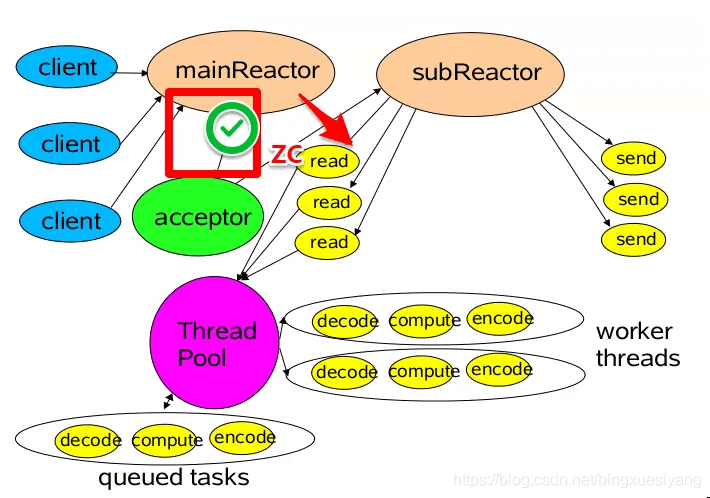 client
mainReactor
subReactor
client
ZC
read
send
read
send
client
acceptor
read
send
Thread
Pool
decode compute encode
decode compute encode
worker
threads
decode compute encode
queued tasks
https://blog.csdn.net/bingxuesiyang